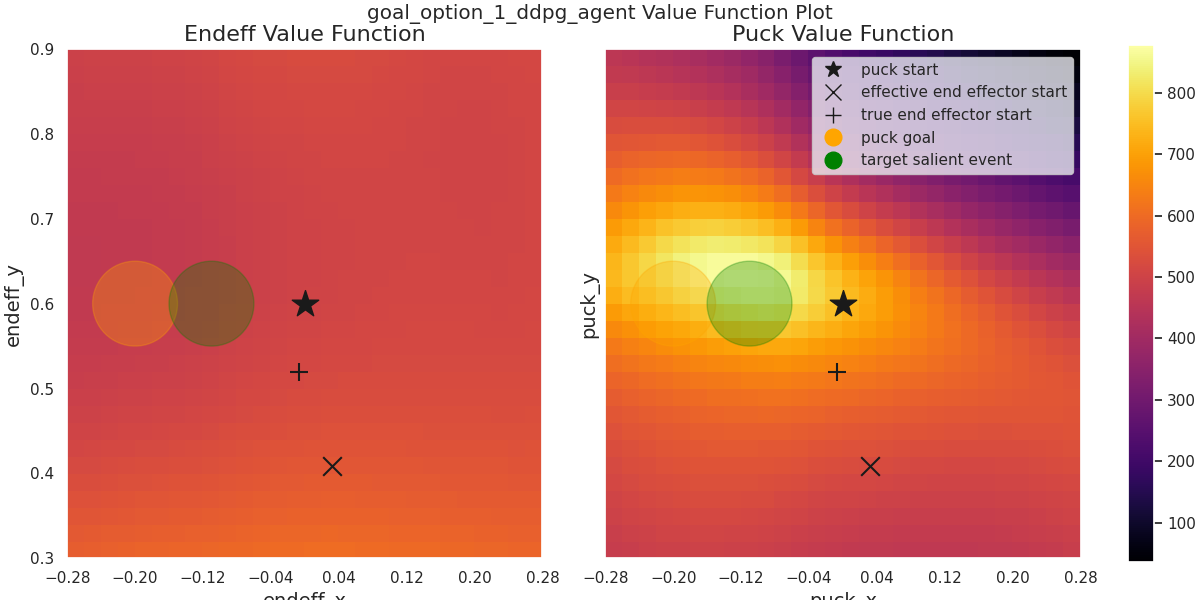 goal_option_1_ddpg_agent Value Function Plot
Endeff Value Function
Puck Value Function
endeff_y
0.9
0.8
0.7
0.6
0.5
0.4
0.3
−0.28 −0.20 −0.12 −0.04 0.04 0.12 0.20 0.28
endeff_x
puck_y
puck start
effective end effector start
true end effector start
puck goal
target salient event
−0.28 −0.20 −0.12 −0.04 0.04 0.12 0.20 0.28
puck_x
800
700
600
500
400
300
200
100